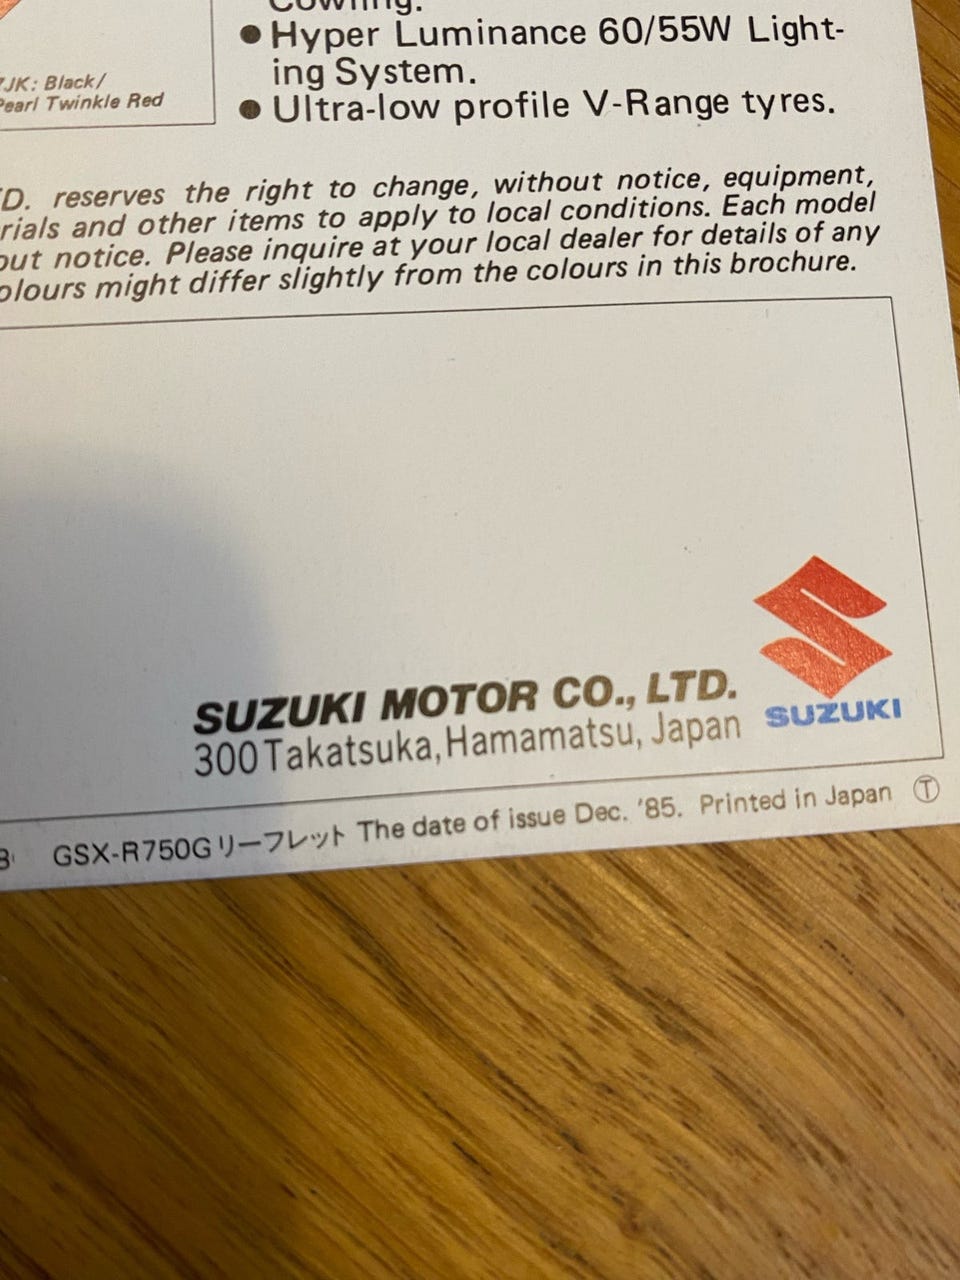 Cowling.
● Hyper Luminance 60/55W Light-
ing System.
● Ultra-low profile V-Range tyres.
7JK: Black/
Pearl Twinkle Red
TD. reserves the right to change, without notice, equipment,
rials and other items to apply to local conditions. Each model
out notice. Please inquire at your local dealer for details of any
olours might differ slightly from the colours in this brochure.
SUZUKI MOTOR CO., LTD.
300 Takatsuka, Hamamatsu, Japan
SUZUKI
GSX-R750G リーフレット The date of issue Dec. '85. Printed in Japan Ⓣ